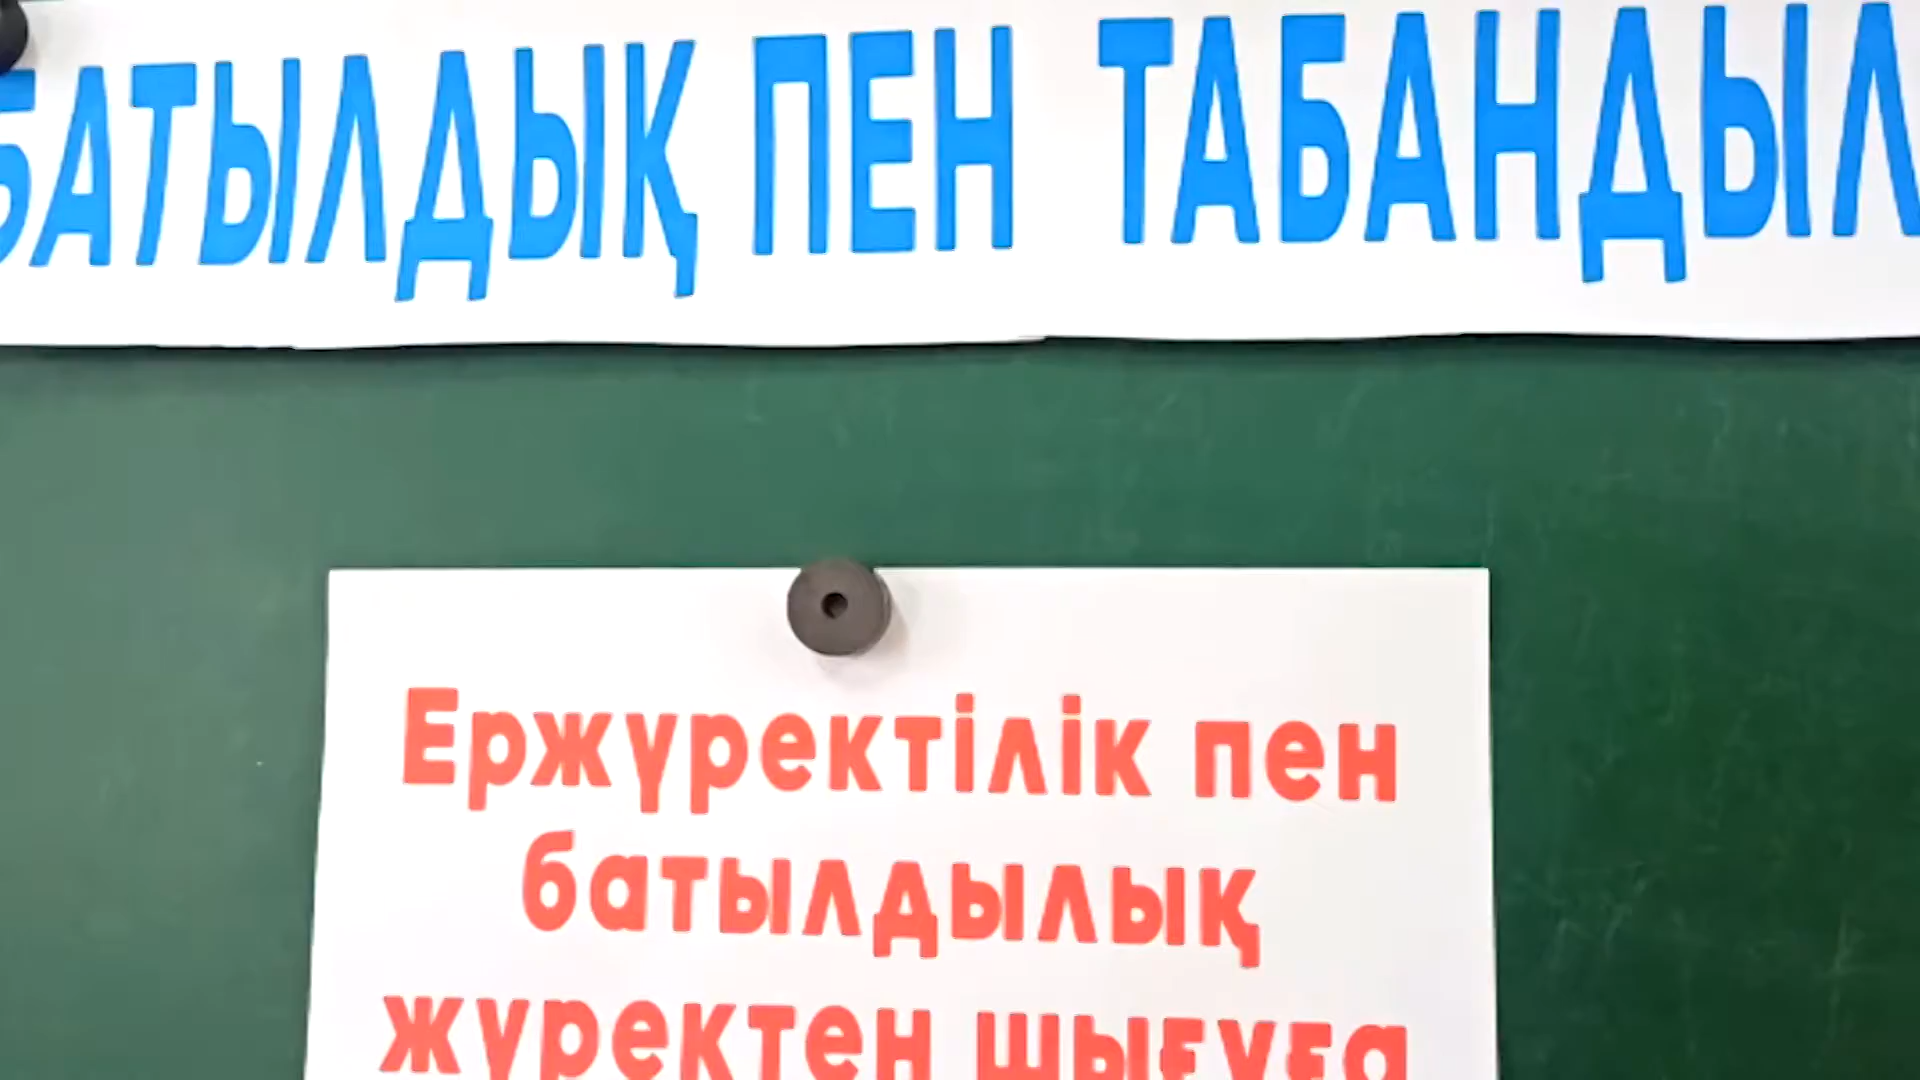 БАТЫЛДЫҚ ПЕН ТАБАНДЫЛ
Ержүректілік пен
батылдылық
жүректен шығуға